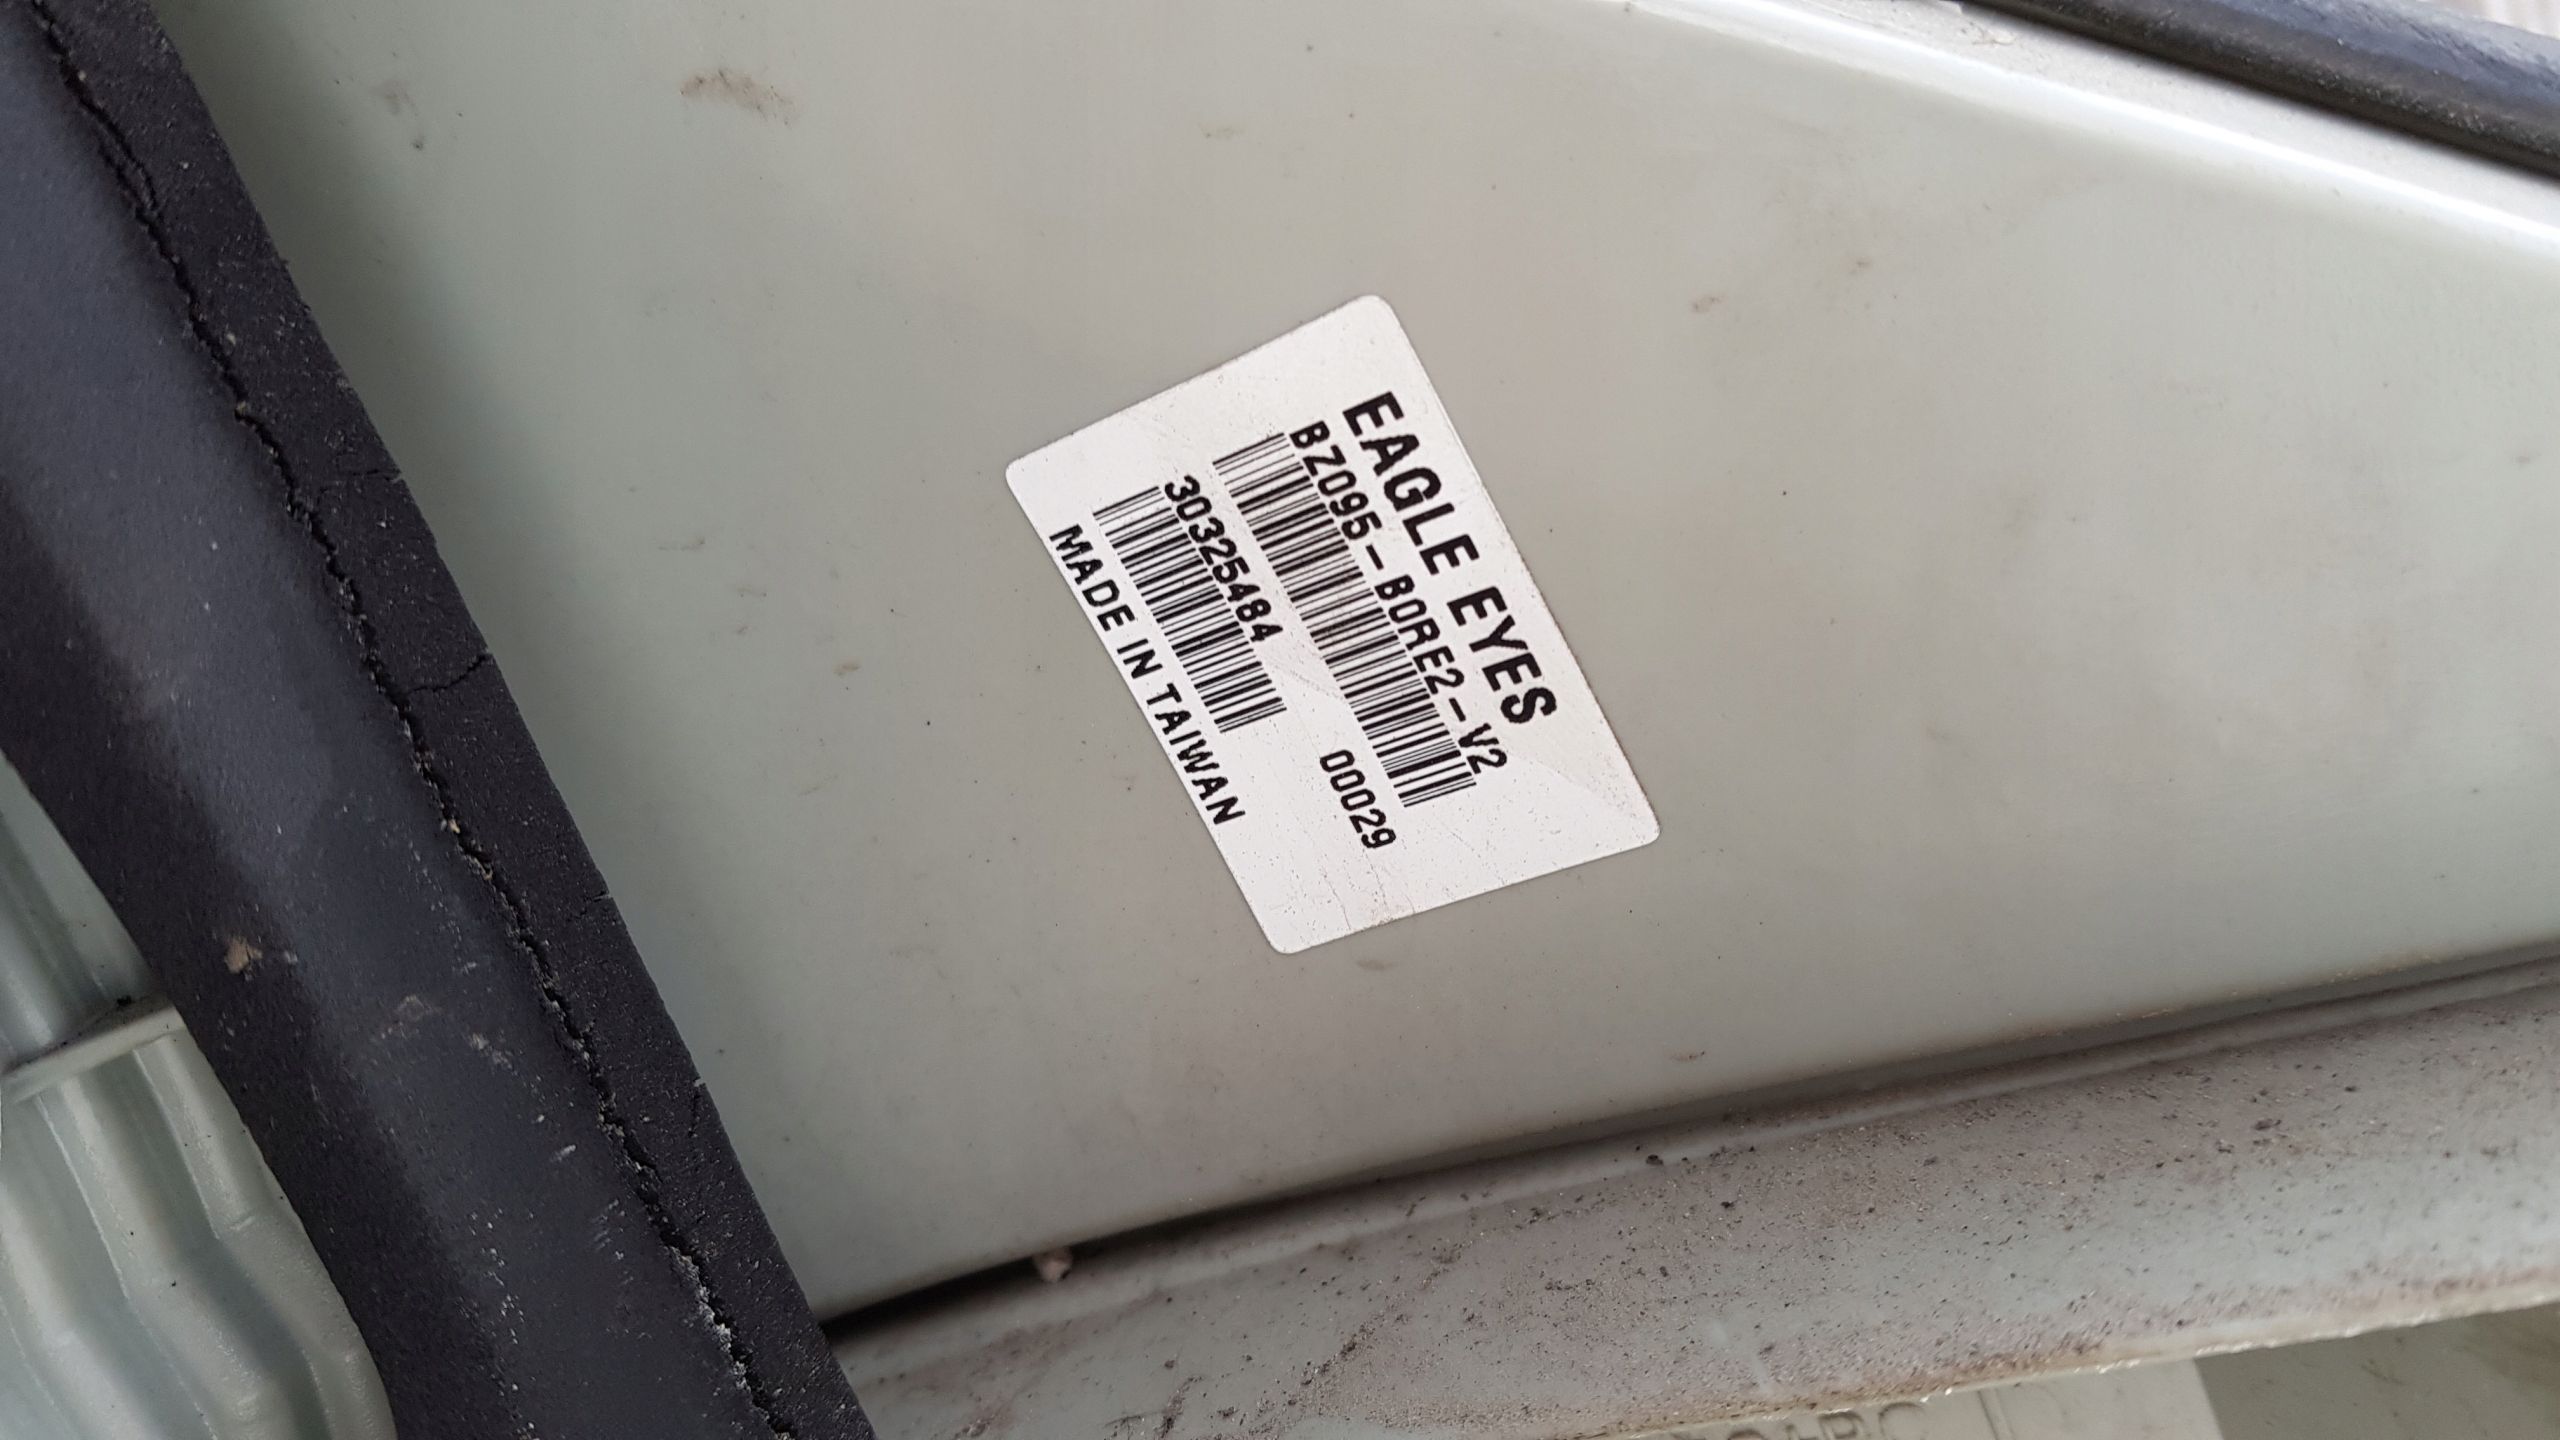 EAGLE EYES
BZ095-B0RE2-V2
00029
30325484
MADE IN TAIWAN